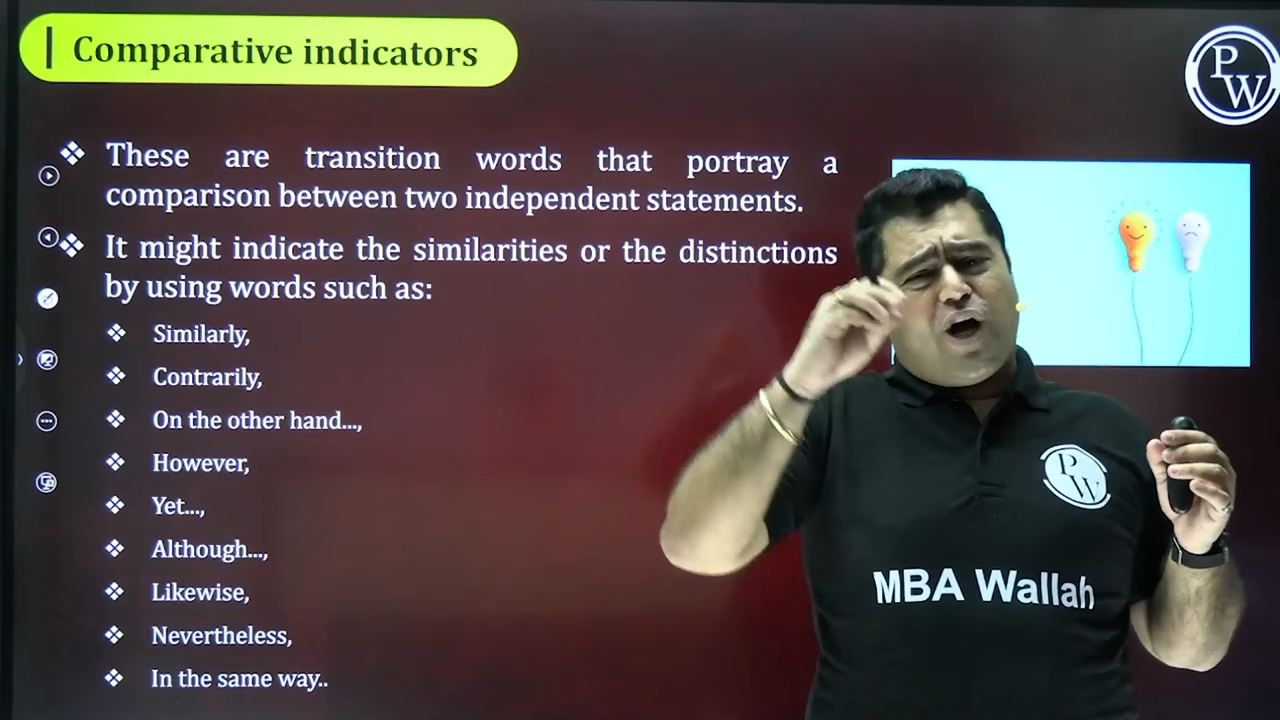 Comparative indicators
PW
These are transition words that portray a
comparison between two independent statements.
It might indicate the similarities or the distinctions
by using words such as:
Similarly,
Contrarily,
On the other hand...,
However,
Yet...,
Although...,
Likewise,
Nevertheless,
In the same way..
PW
MBA Wallah